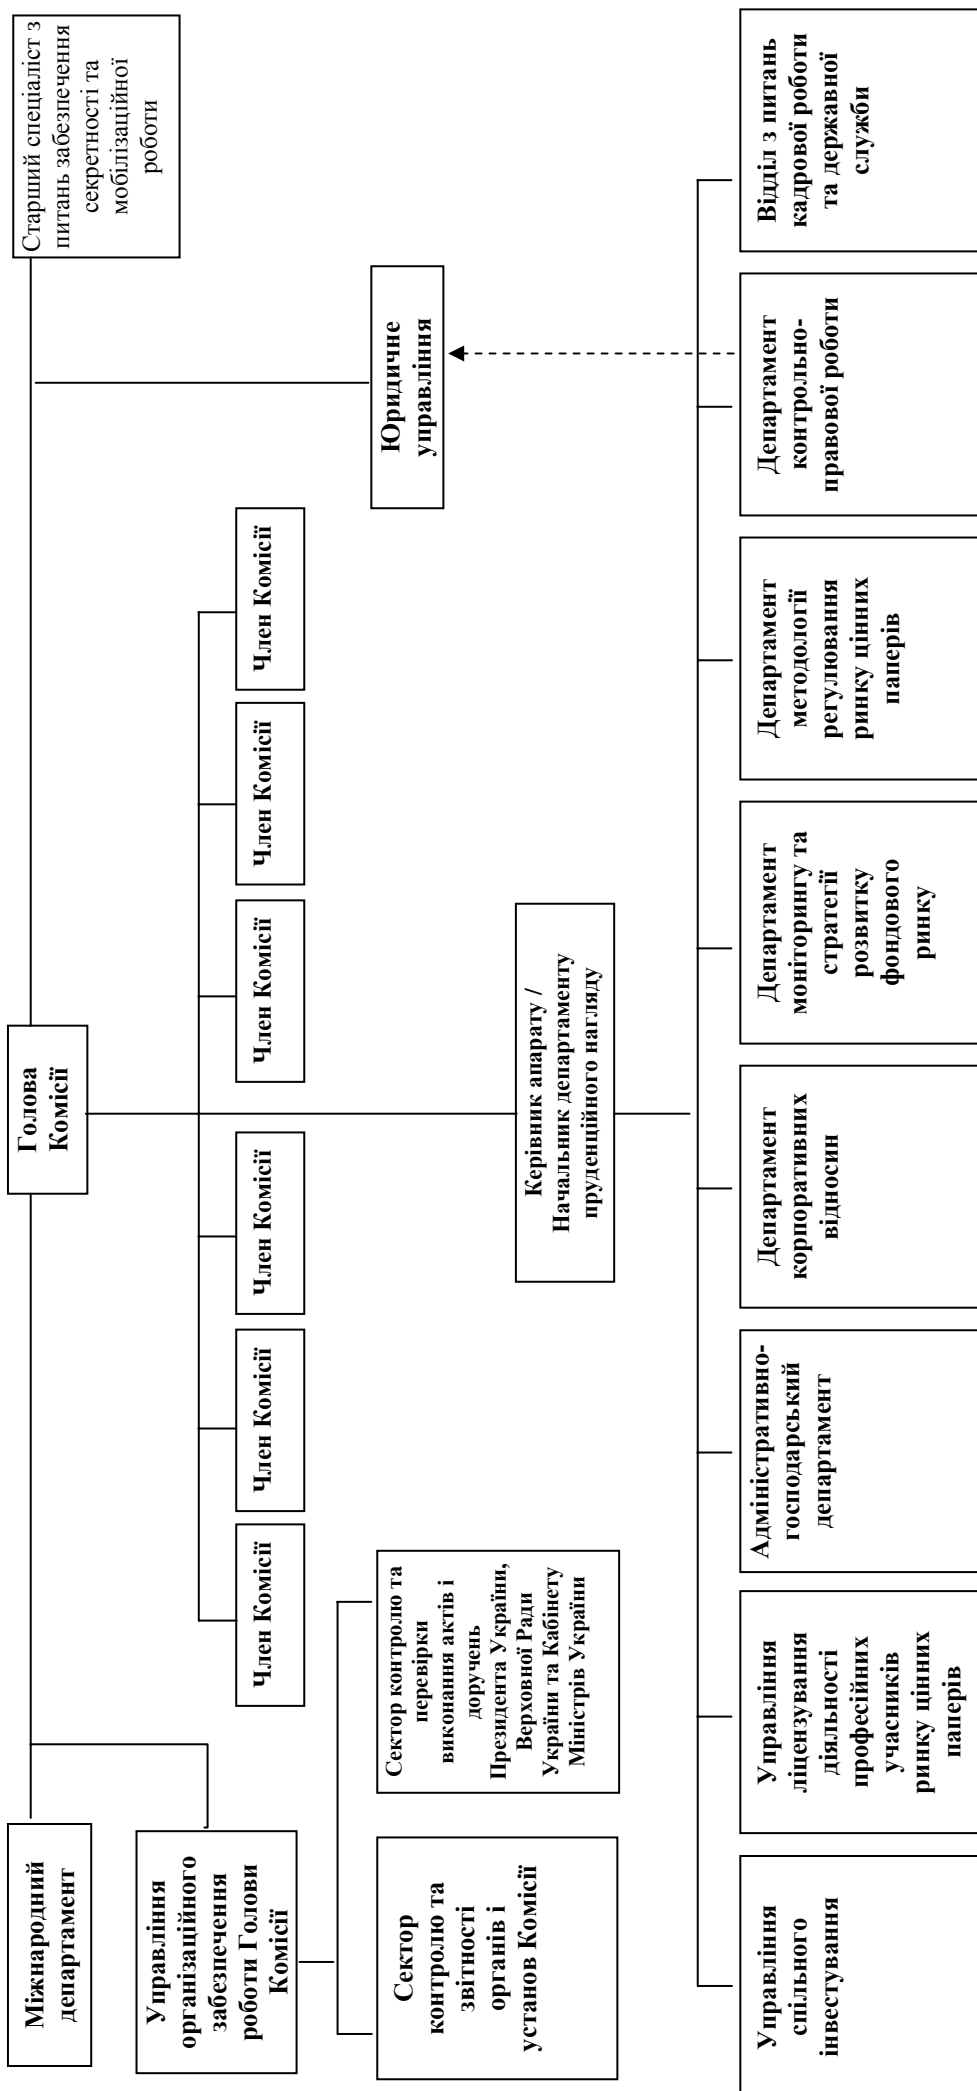 Голова
Комісії
Міжнародний
департамент
Старший спеціаліст з
питань забезпечення
секретності та
мобілізаційної
роботи
Управління
організаційного
забезпечення
роботи Голови
Комісії
Член Комісії
Член Комісії
Член Комісії
Член Комісії
Член Комісії
Член Комісії
Юридичне
управління
Сектор
контролю та
звітності
органів і
установ Комісії
Сектор контролю та
перевірки
виконання актів і
доручень
Президента України,
Верховної Ради
України та Кабінету
Міністрів України
Керівник апарату /
Начальник департаменту
пруденційного нагляду
Управління
спільного
інвестування
Управління
ліцензування
діяльності
професійних
учасників
ринку цінних
паперів
Адміністративно-
господарський
департамент
Департамент
корпоративних
відносин
Департамент
моніторингу та
стратегії
розвитку
фондового
ринку
Департамент
методології
регулювання
ринку цінних
паперів
Департамент
контрольно-
правової роботи
Відділ з питань
кадрової роботи
та державної
служби